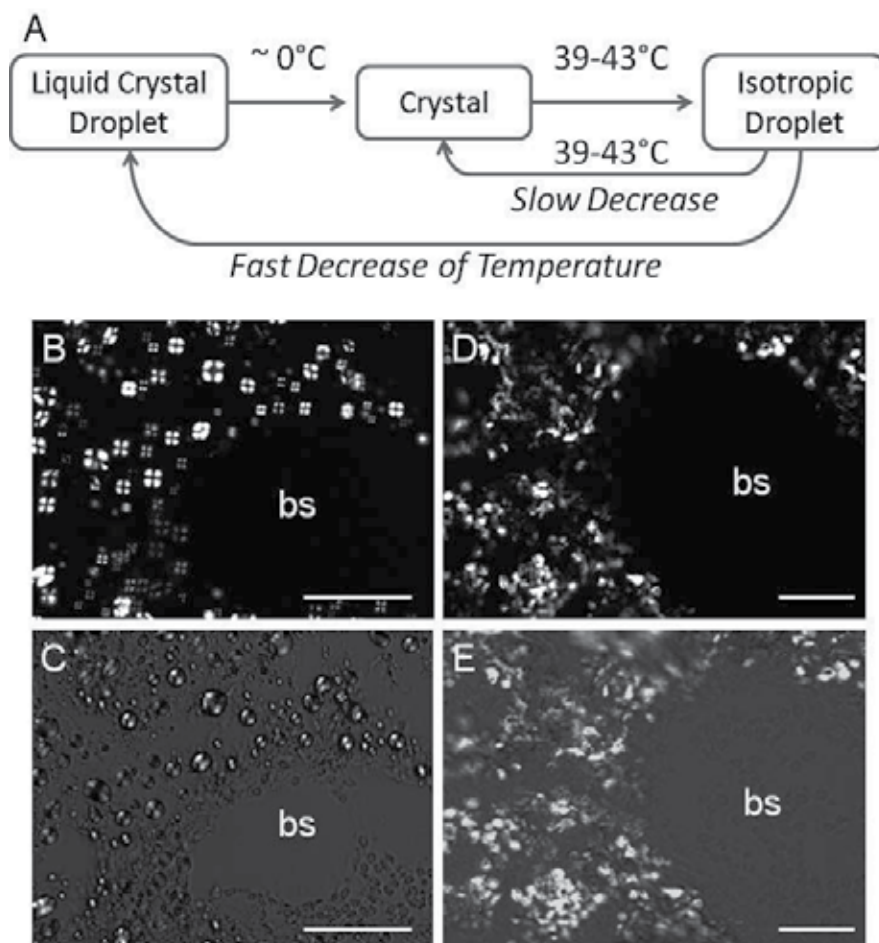 A
Liquid Crystal
Droplet
~ 0°C
Crystal
39-43°C
Isotropic
Droplet
39-43°C
Slow Decrease
Fast Decrease of Temperature
B
bs
D
bs
C
bs
E
bs